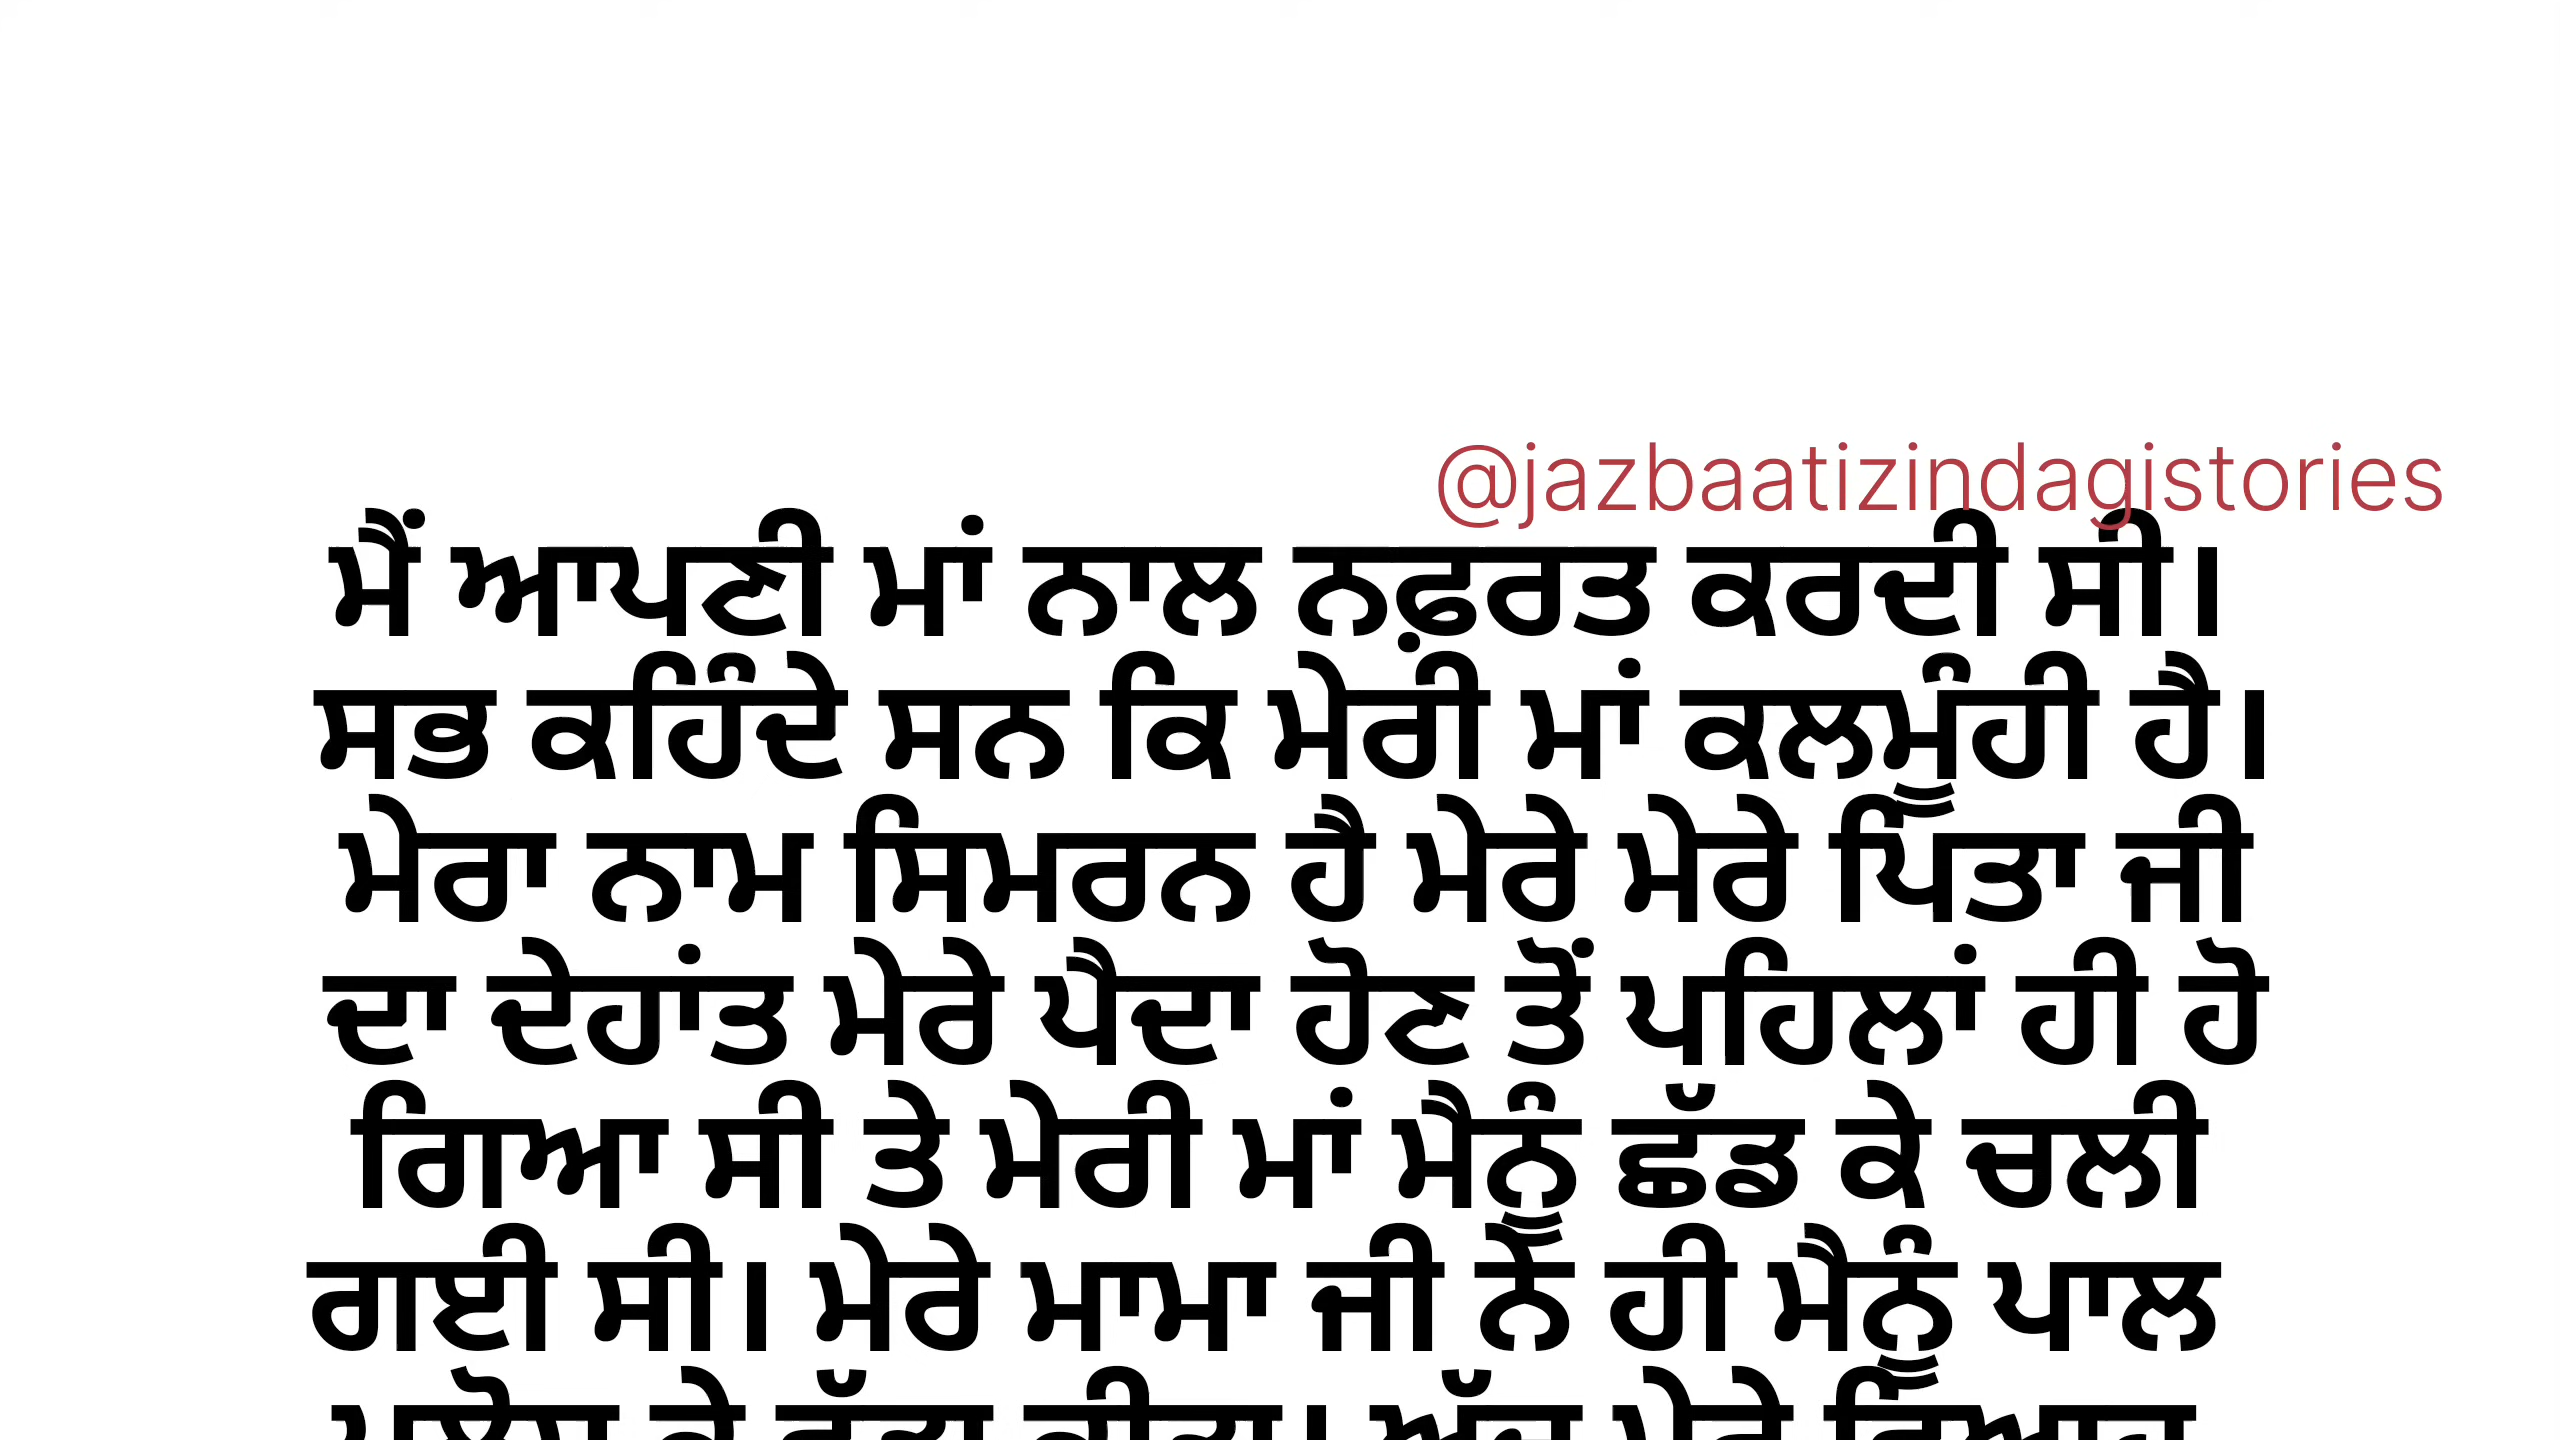 @jazbaatizindagistories
ਮੈਂ ਆਪਣੀ ਮਾਂ ਨਾਲ ਨਫ਼ਰਤ ਕਰਦੀ ਸੀ।
ਸਭ ਕਹਿੰਦੇ ਸਨ ਕਿ ਮੇਰੀ ਮਾਂ ਕਲਮੂੰਹੀ ਹੈ।
ਮੇਰਾ ਨਾਮ ਸਿਮਰਨ ਹੈ ਮੇਰੇ ਮੇਰੇ ਪਿਤਾ ਜੀ
ਦਾ ਦੇਹਾਂਤ ਮੇਰੇ ਪੈਦਾ ਹੋਣ ਤੋਂ ਪਹਿਲਾਂ ਹੀ ਹੋ
ਗਿਆ ਸੀ ਤੇ ਮੇਰੀ ਮਾਂ ਮੈਨੂੰ ਛੱਡ ਕੇ ਚਲੀ
ਗਈ ਸੀ। ਮੇਰੇ ਮਾਮਾ ਜੀ ਨੇ ਹੀ ਮੈਨੂੰ ਪਾਲ